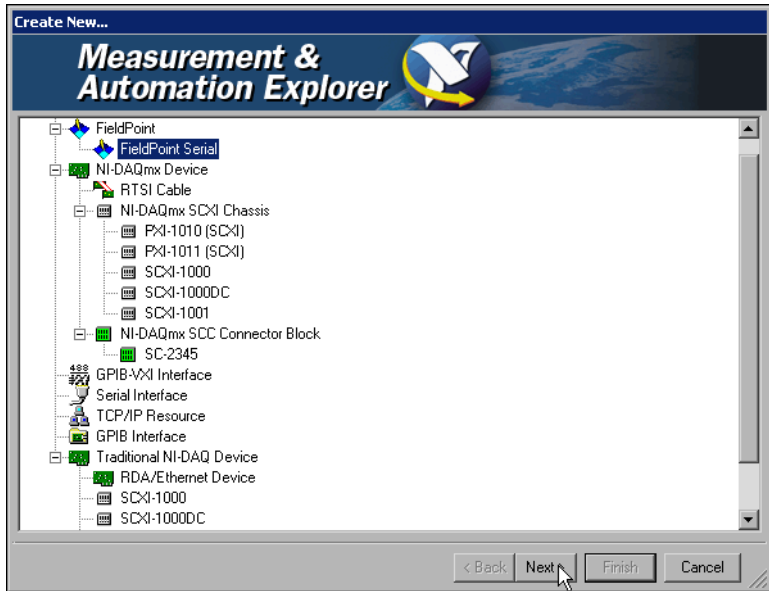 Create New...
Measurement &
Automation Explorer
FieldPoint
FieldPoint Serial
NI-DAQmx Device
RTSI Cable
NI-DAQmx SCXI Chassis
PXI-1010 (SCXI)
PXI-1011 (SCXI)
SCXI-1000
SCXI-1000DC
SCXI-1001
NI-DAQmx SCC Connector Block
SC-2345
GPIB-VXI Interface
Serial Interface
TCP/IP Resource
GPIB Interface
Traditional NI-DAQ Device
RDA/Ethernet Device
SCXI-1000
SCXI-1000DC
< Back Next > Finish Cancel